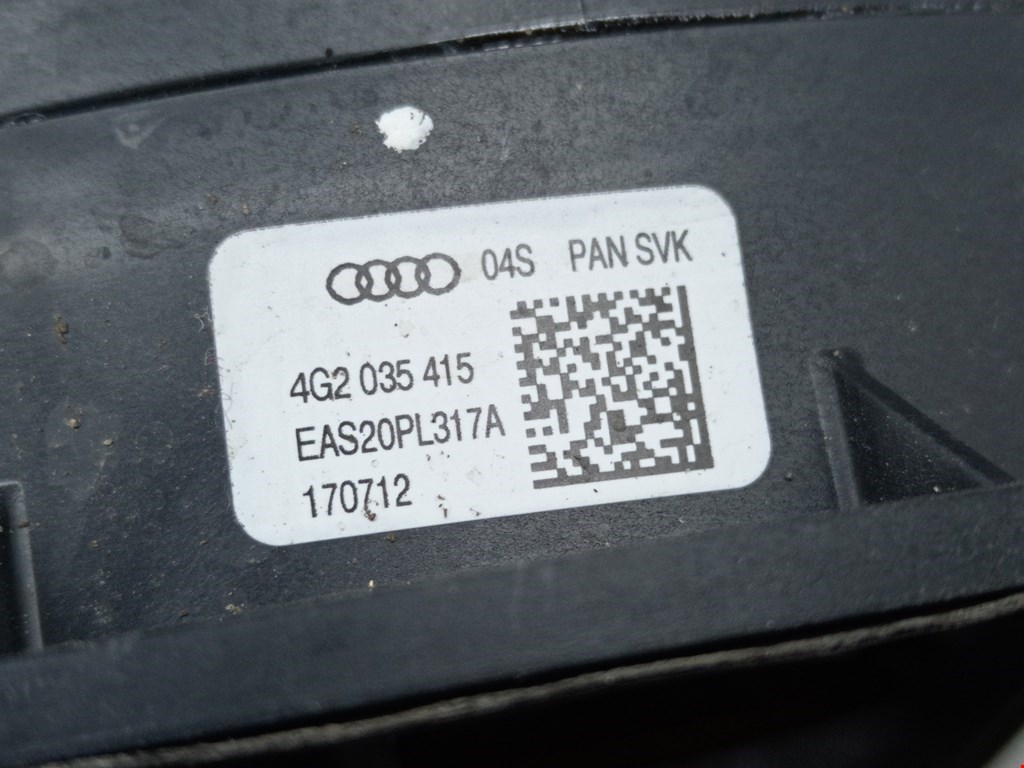 04S PAN SVK
4G2 035 415
EAS20PL317A
170712